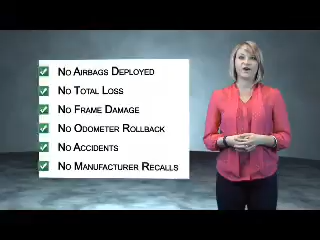 No Airbags Deployed
No Total Loss
No Frame Damage
No Odometer Rollback
No Accidents
No Manufacturer Recalls